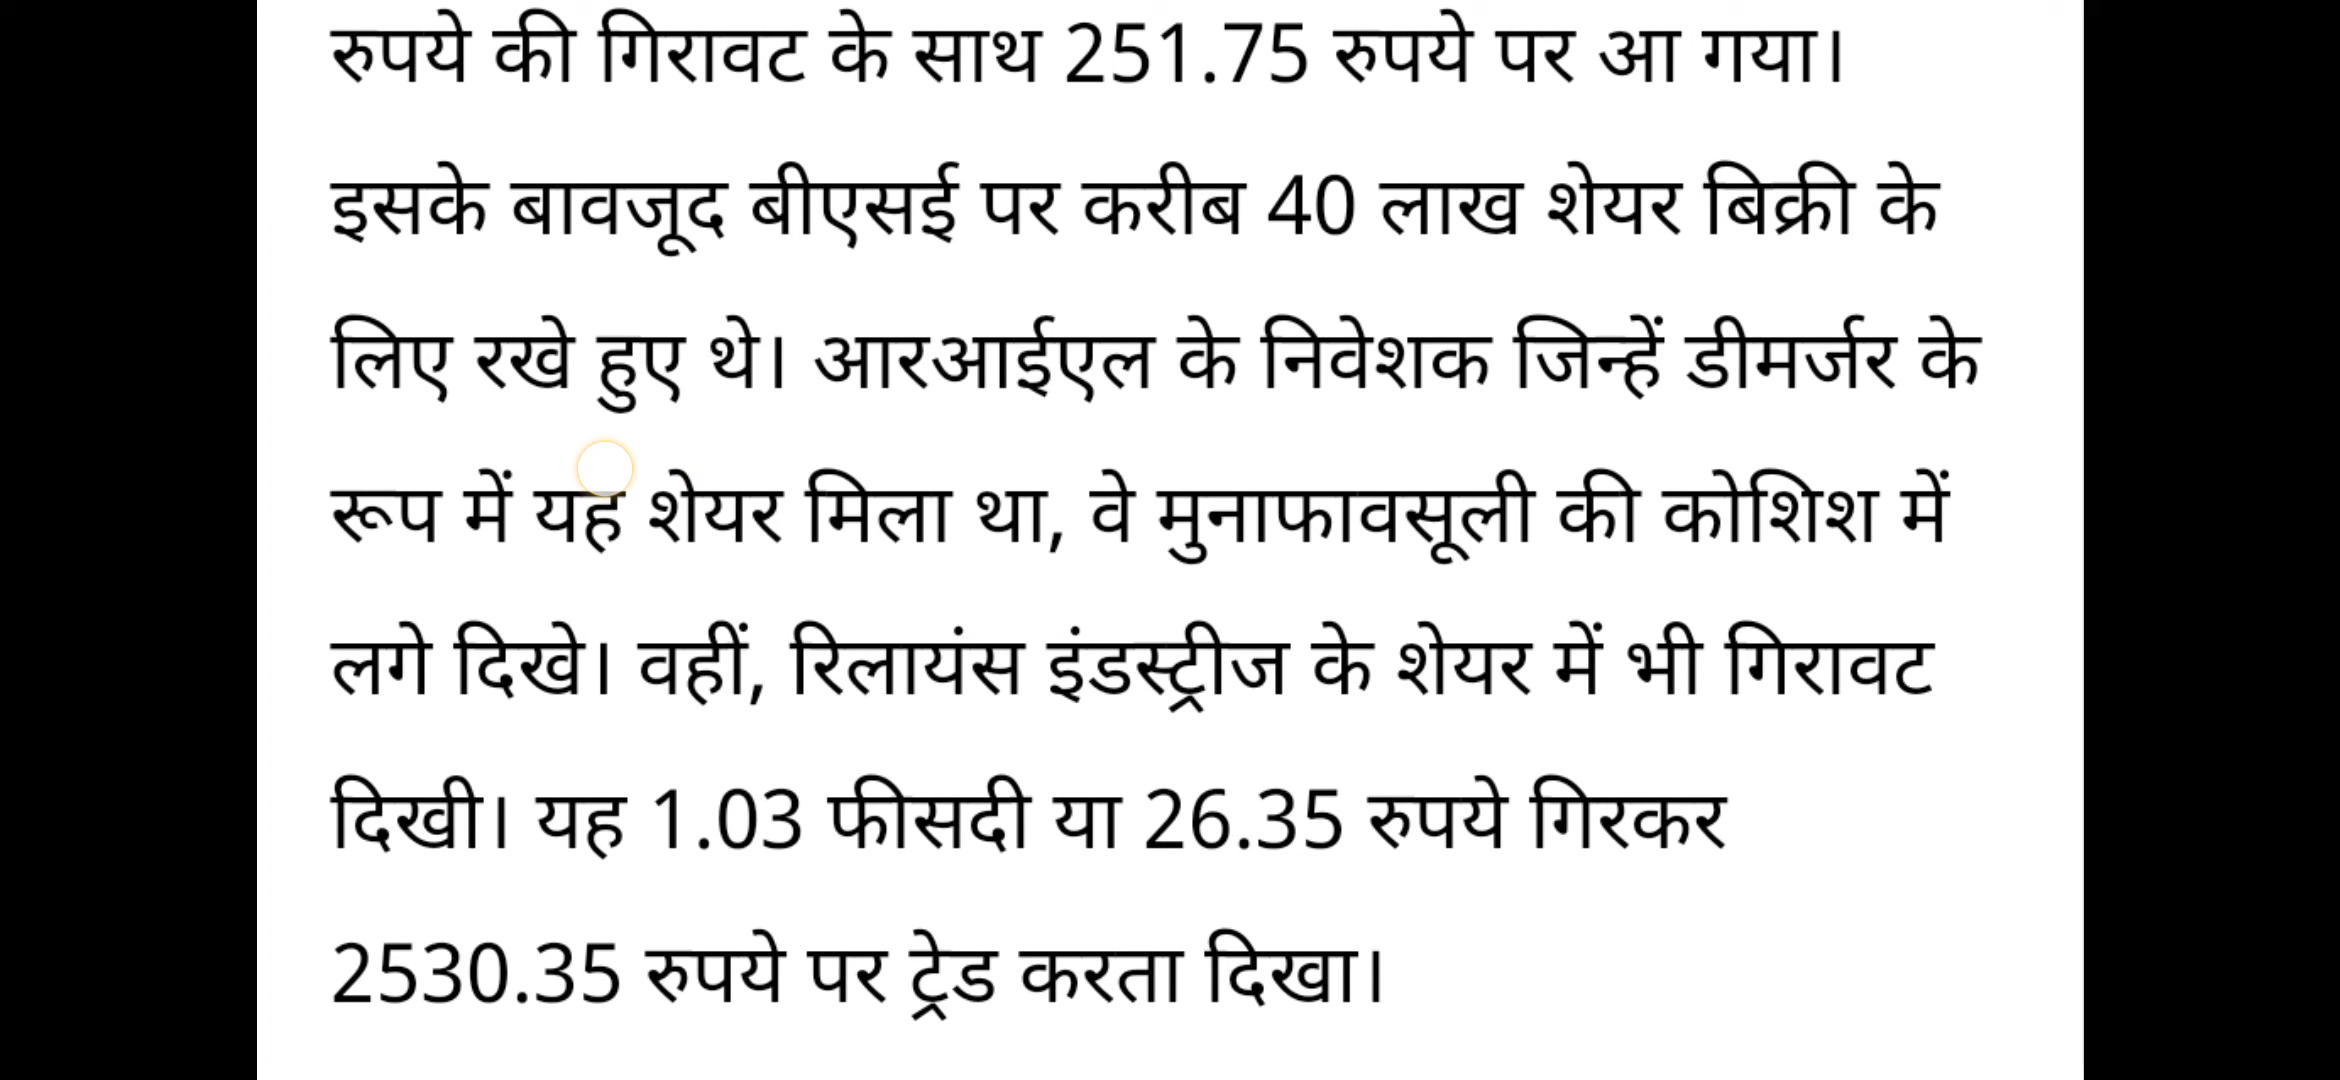 रुपये की गिरावट के साथ 251.75 रुपये पर आ गया।
इसके बावजूद बीएसई पर करीब 40 लाख शेयर बिक्री के
लिए रखे हुए थे। आरआईएल के निवेशक जिन्हें डीमर्जर के
रूप में यह शेयर मिला था, वे मुनाफावसूली की कोशिश में
लगे दिखे। वहीं, रिलायंस इंडस्ट्रीज के शेयर में भी गिरावट
दिखी। यह 1.03 फीसदी या 26.35 रुपये गिरकर
2530.35 रुपये पर ट्रेड करता दिखा।